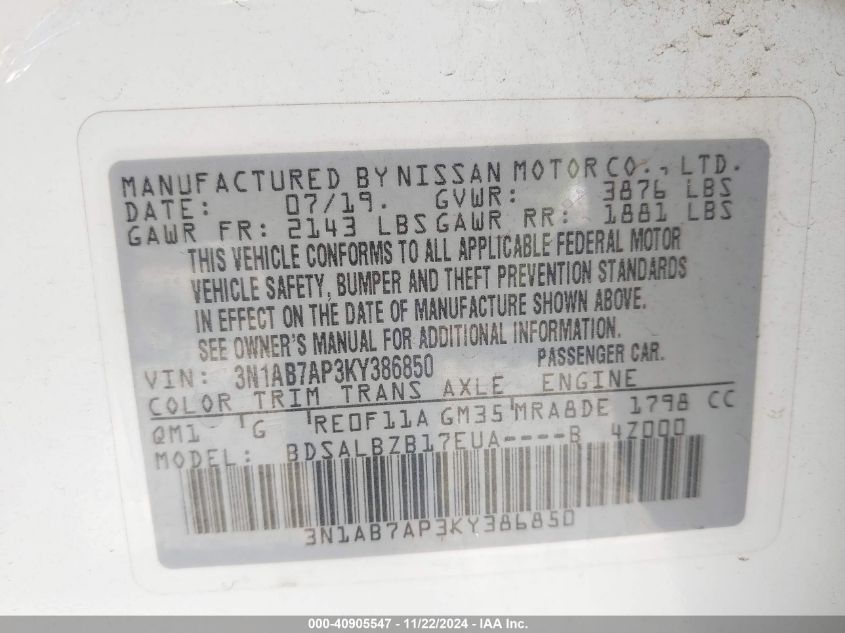 MANUFACTURED BY NISSAN MOTOR CO., LTD.
DATE: 07/19. GVWR: 3876 LBS
GAWR FR: 2143 LBS GAWR RR: 1881 LBS
THIS VEHICLE CONFORMS TO ALL APPLICABLE FEDERAL MOTOR
VEHICLE SAFETY, BUMPER AND THEFT PREVENTION STANDARDS
IN EFFECT ON THE DATE OF MANUFACTURE SHOWN ABOVE.
SEE OWNER'S MANUAL FOR ADDITIONAL INFORMATION.
VIN: 3N1AB7AP3KY386850 PASSENGER CAR.
COLOR TRIM TRANS AXLE ENGINE
QM1 G RE0F11A GM35 MRA8DE 1798 CC
MODEL: BDSALBZB17EUA----B 4Z000
3N1AB7AP3KY386850
000-40905547 - 11/22/2024 - IAA Inc.